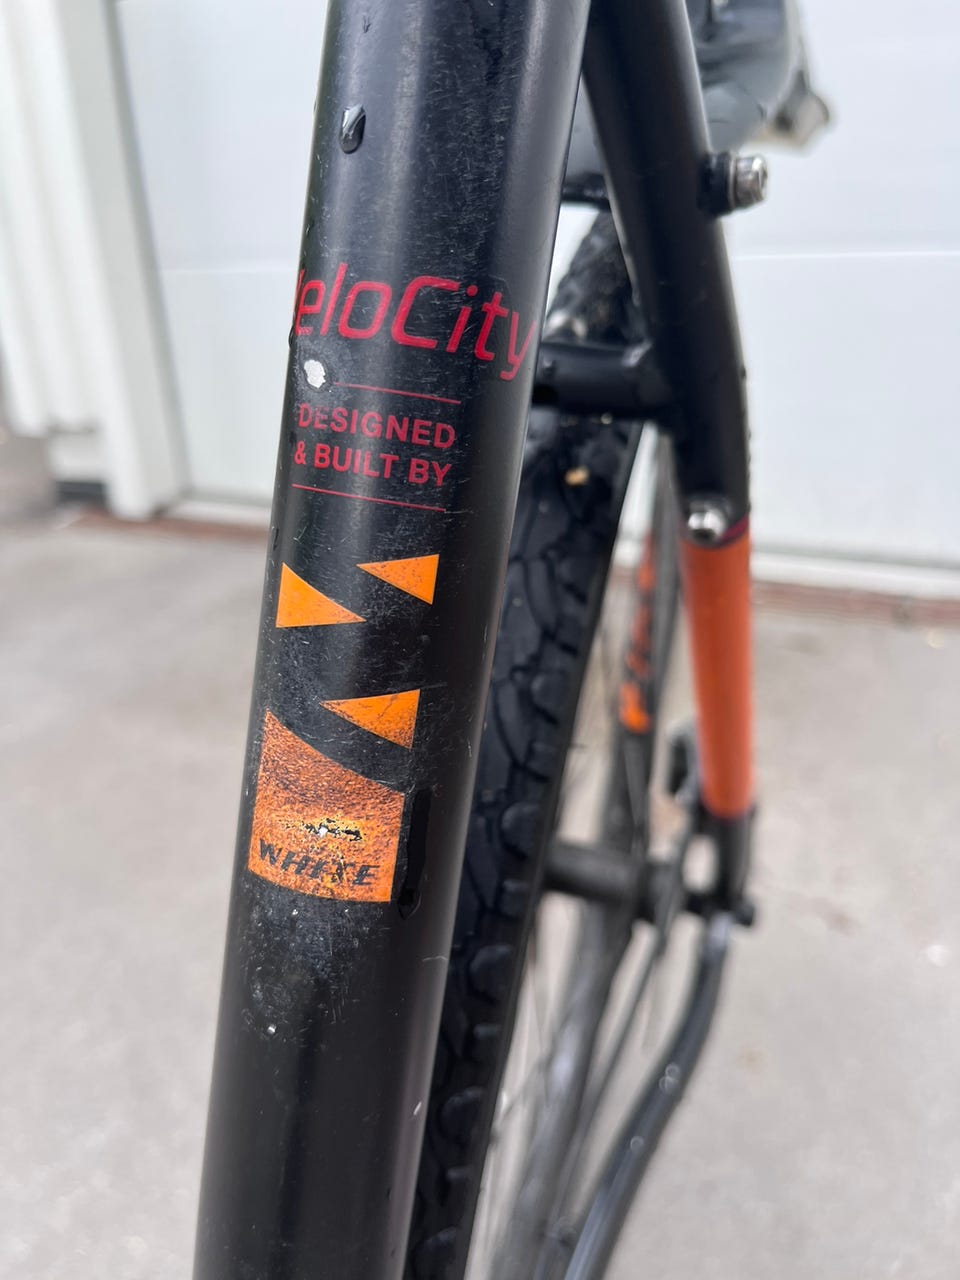 VeloCity
DESIGNED
& BUILT BY
WHITE